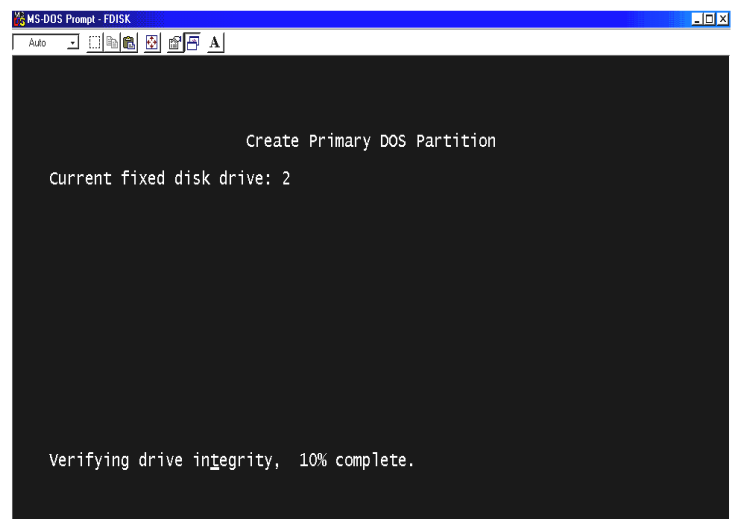 MS-DOS Prompt - FDISK
Auto
A
Create Primary DOS Partition
Current fixed disk drive: 2
Verifying drive integrity, 10% complete.